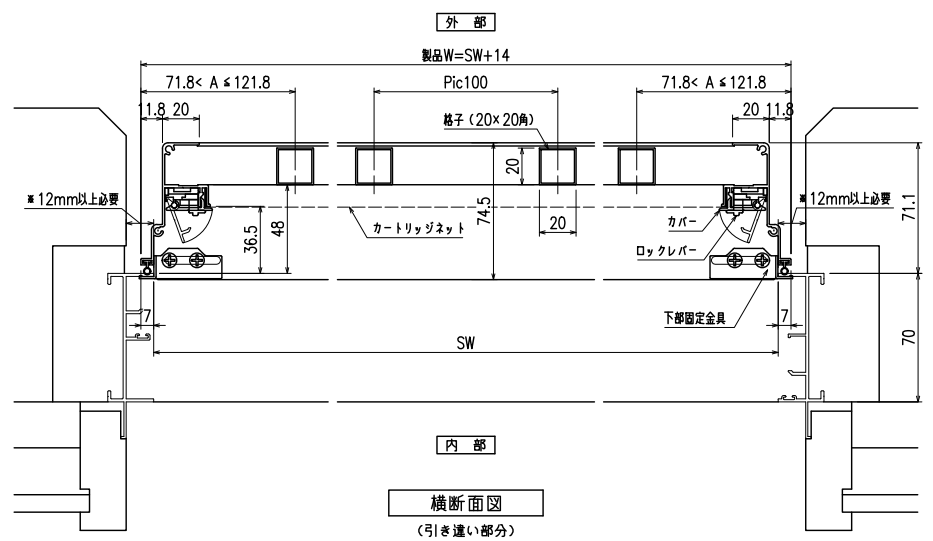 外 部
製品W=SW+14
71.8< A ≦121.8
Pic100
71.8< A ≦121.8
11.8
20
格子(20×20角)
20
11.8
20
※12mm以上必要
※12mm以上必要
20
カートリッジネット
36.5
48
74.5
カバー
ロックレバー
71.1
下部固定金具
7
7
SW
70
内 部
横断面図
(引き違い部分)